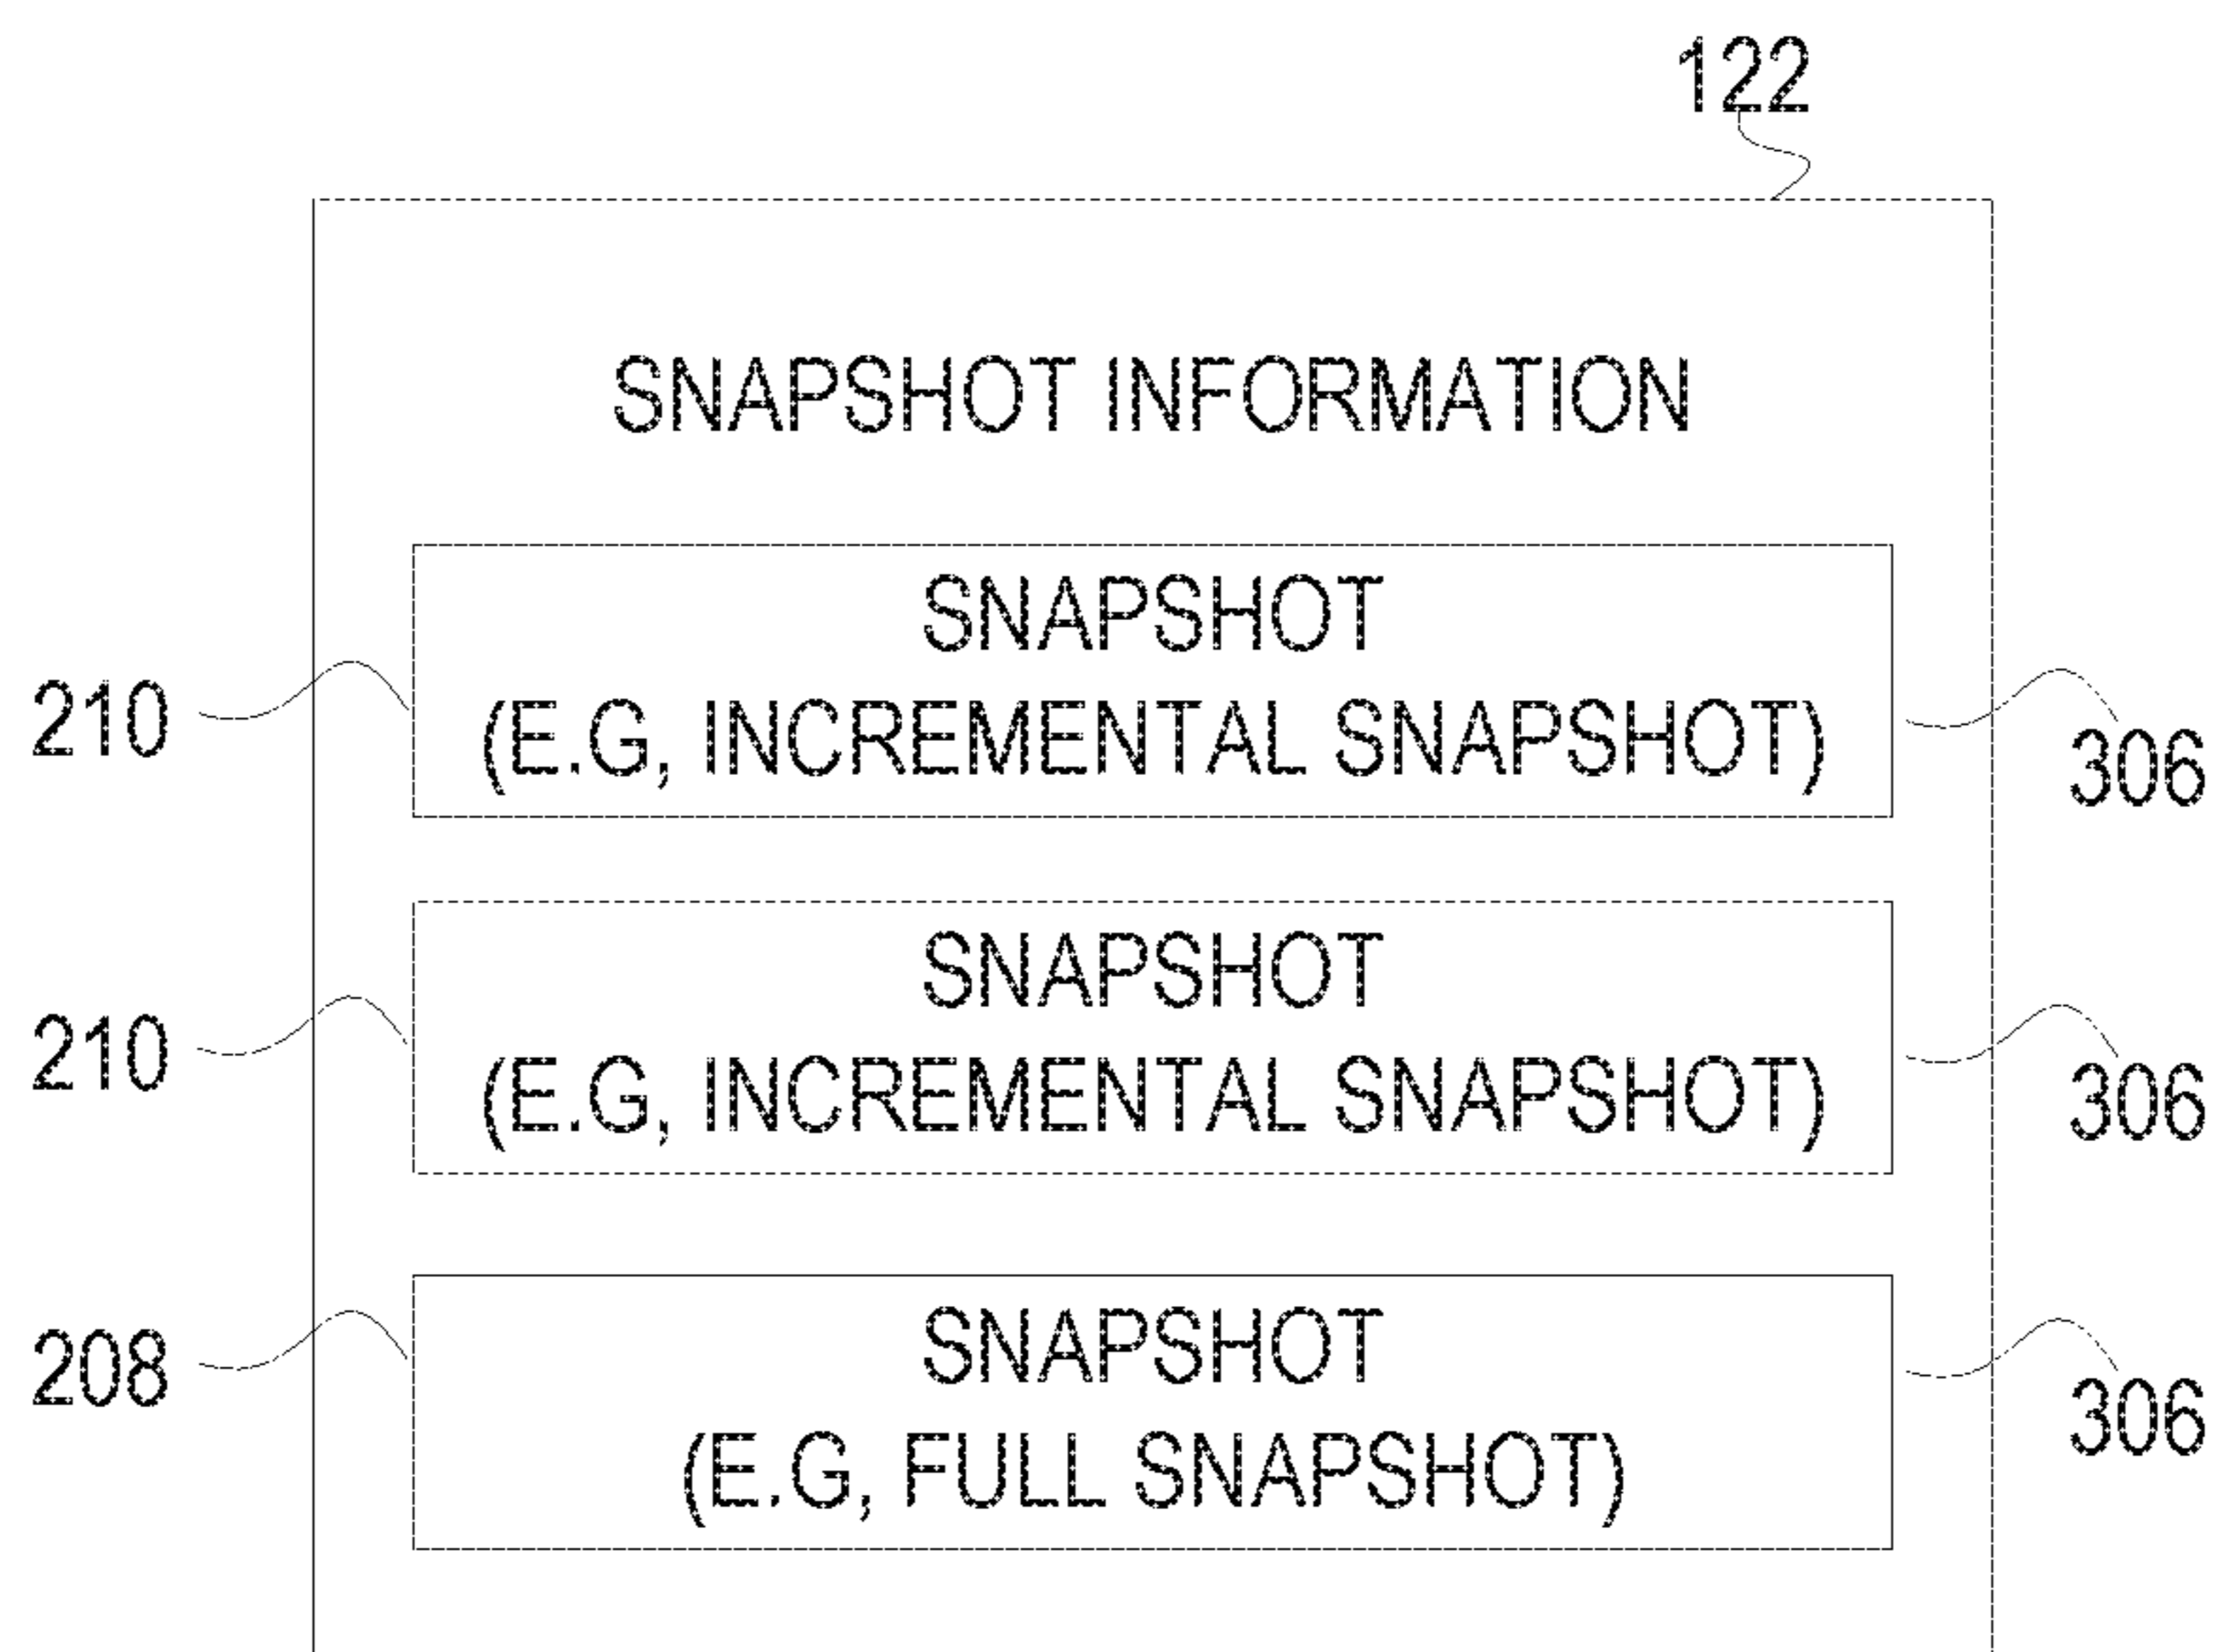 122
SNAPSHOT INFORMATION
SNAPSHOT
(E.G, INCREMENTAL SNAPSHOT)
210
306
SNAPSHOT
(E.G, INCREMENTAL SNAPSHOT)
210
306
SNAPSHOT
(E.G, FULL SNAPSHOT)
208
306